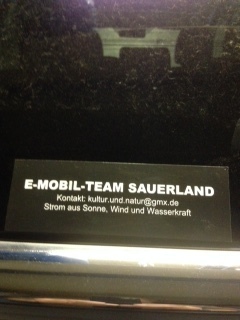 E-MOBIL-TEAM SAUERLAND
Kontakt: kultur.und.natur@gmx.de
Strom aus Sonne, Wind und Wasserkraft